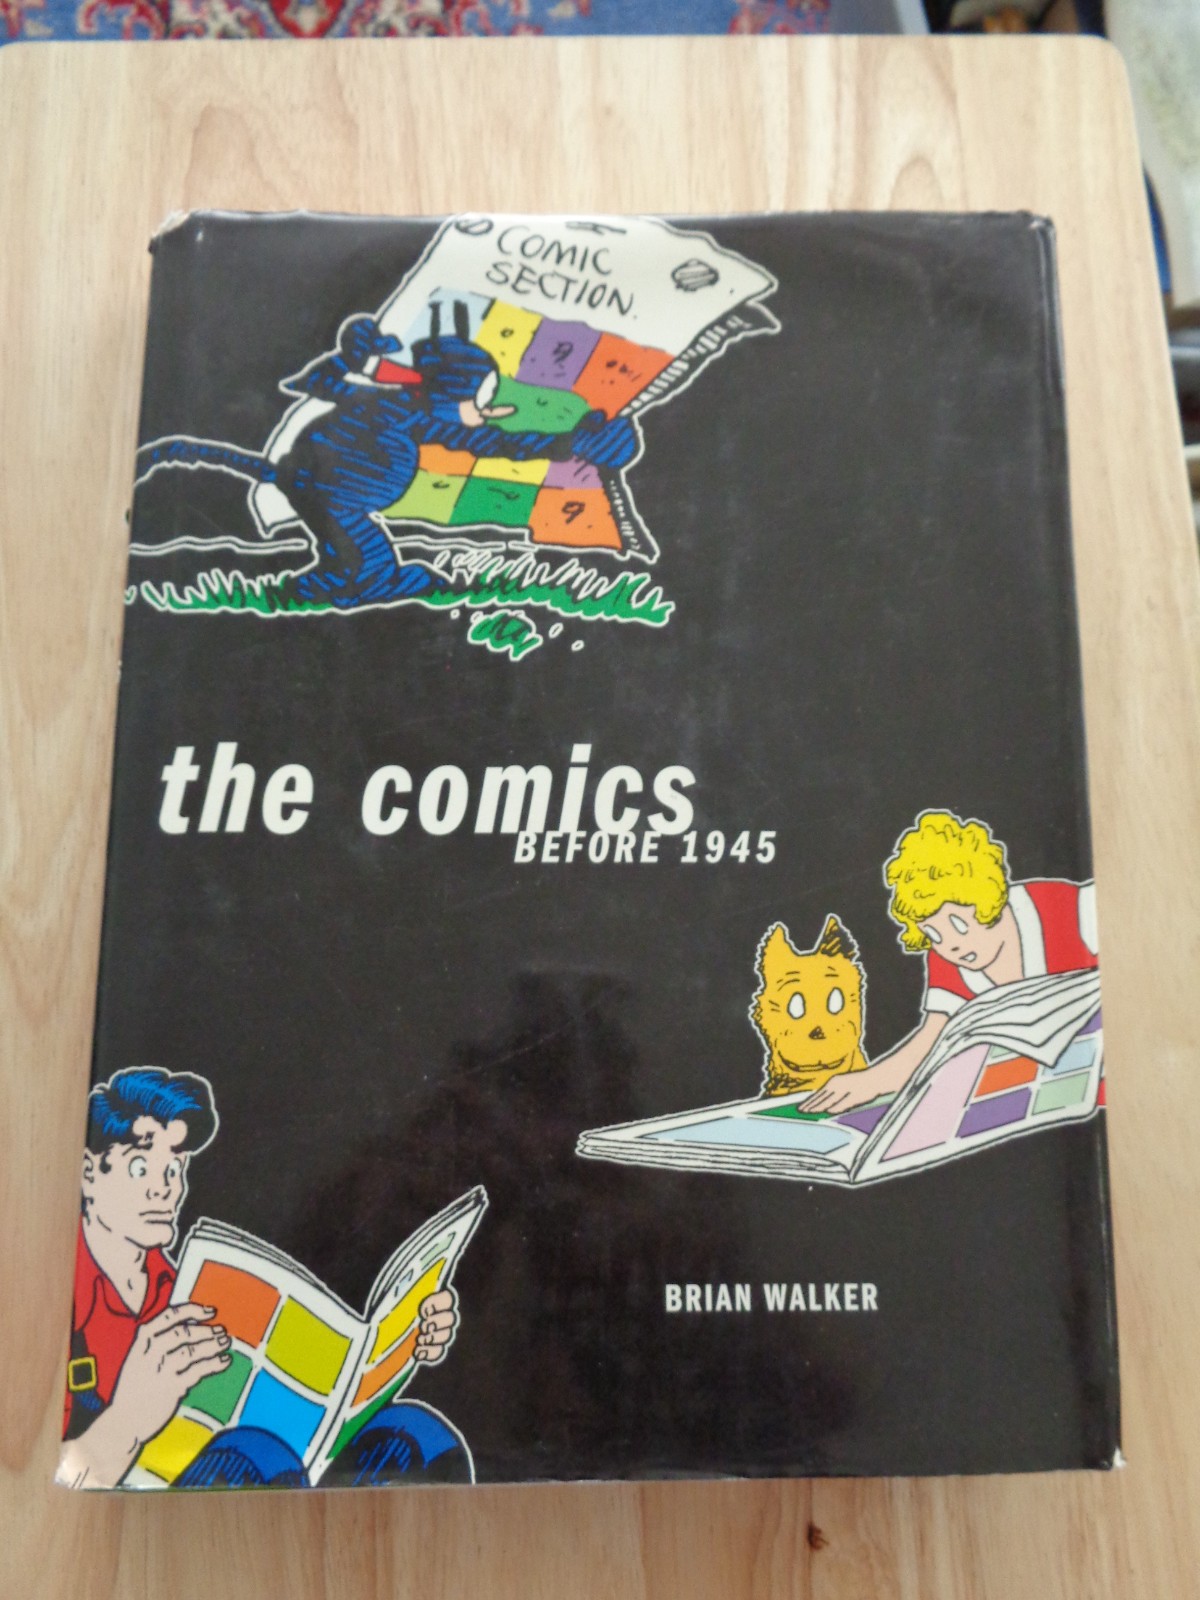 COMIC
SECTION.
the comics
BEFORE 1945
BRIAN WALKER